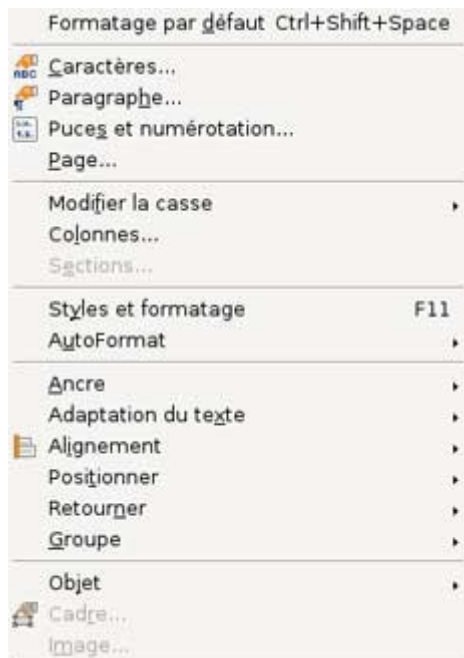 Formatage par défaut Ctrl+Shift+Space
Caractères...
Paragraphe...
Puces et numérotation...
Page...
Modifier la casse
Colonnes...
Sections...
Styles et formatage F11
AutoFormat
Ancre
Adaptation du texte
Alignement
Positionner
Retourner
Groupe
Objet
Cadre...
Image...